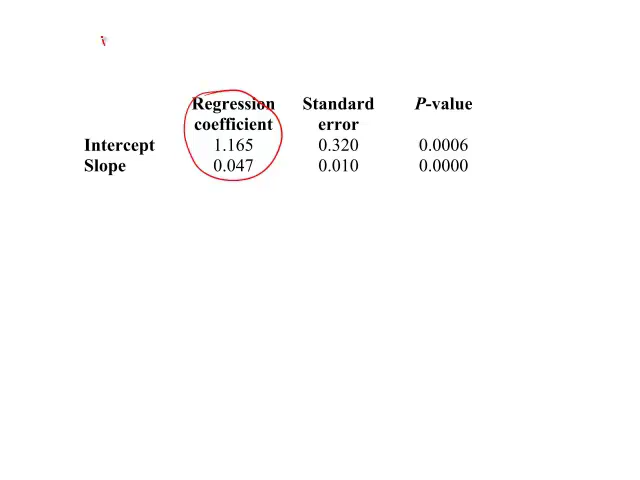 Regression Standard P-value
coefficient error
Intercept 1.165 0.320 0.0006
Slope 0.047 0.010 0.0000